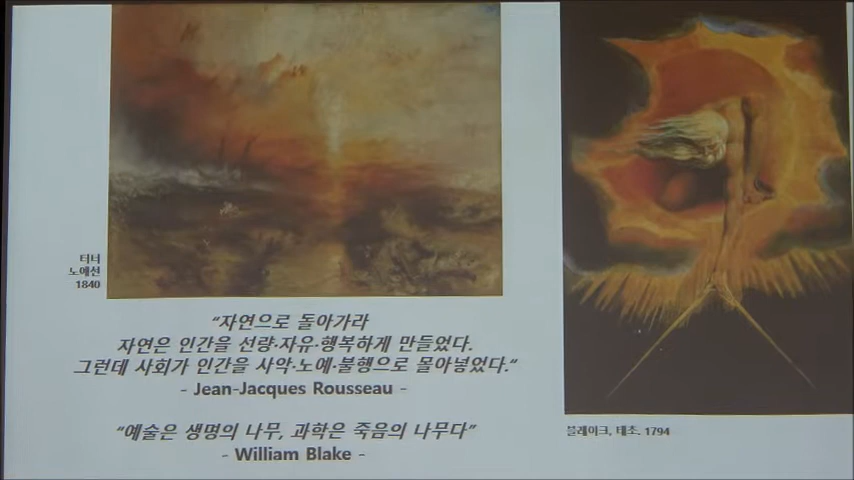 터너
노예선
1840
“자연으로 돌아가라
자연은 인간을 선량·자유·행복하게 만들었다.
그런데 사회가 인간을 사악·노예·불행으로 몰아넣었다.“
- Jean-Jacques Rousseau -
“예술은 생명의 나무, 과학은 죽음의 나무다”
- William Blake -
블레이크, 태초. 1794